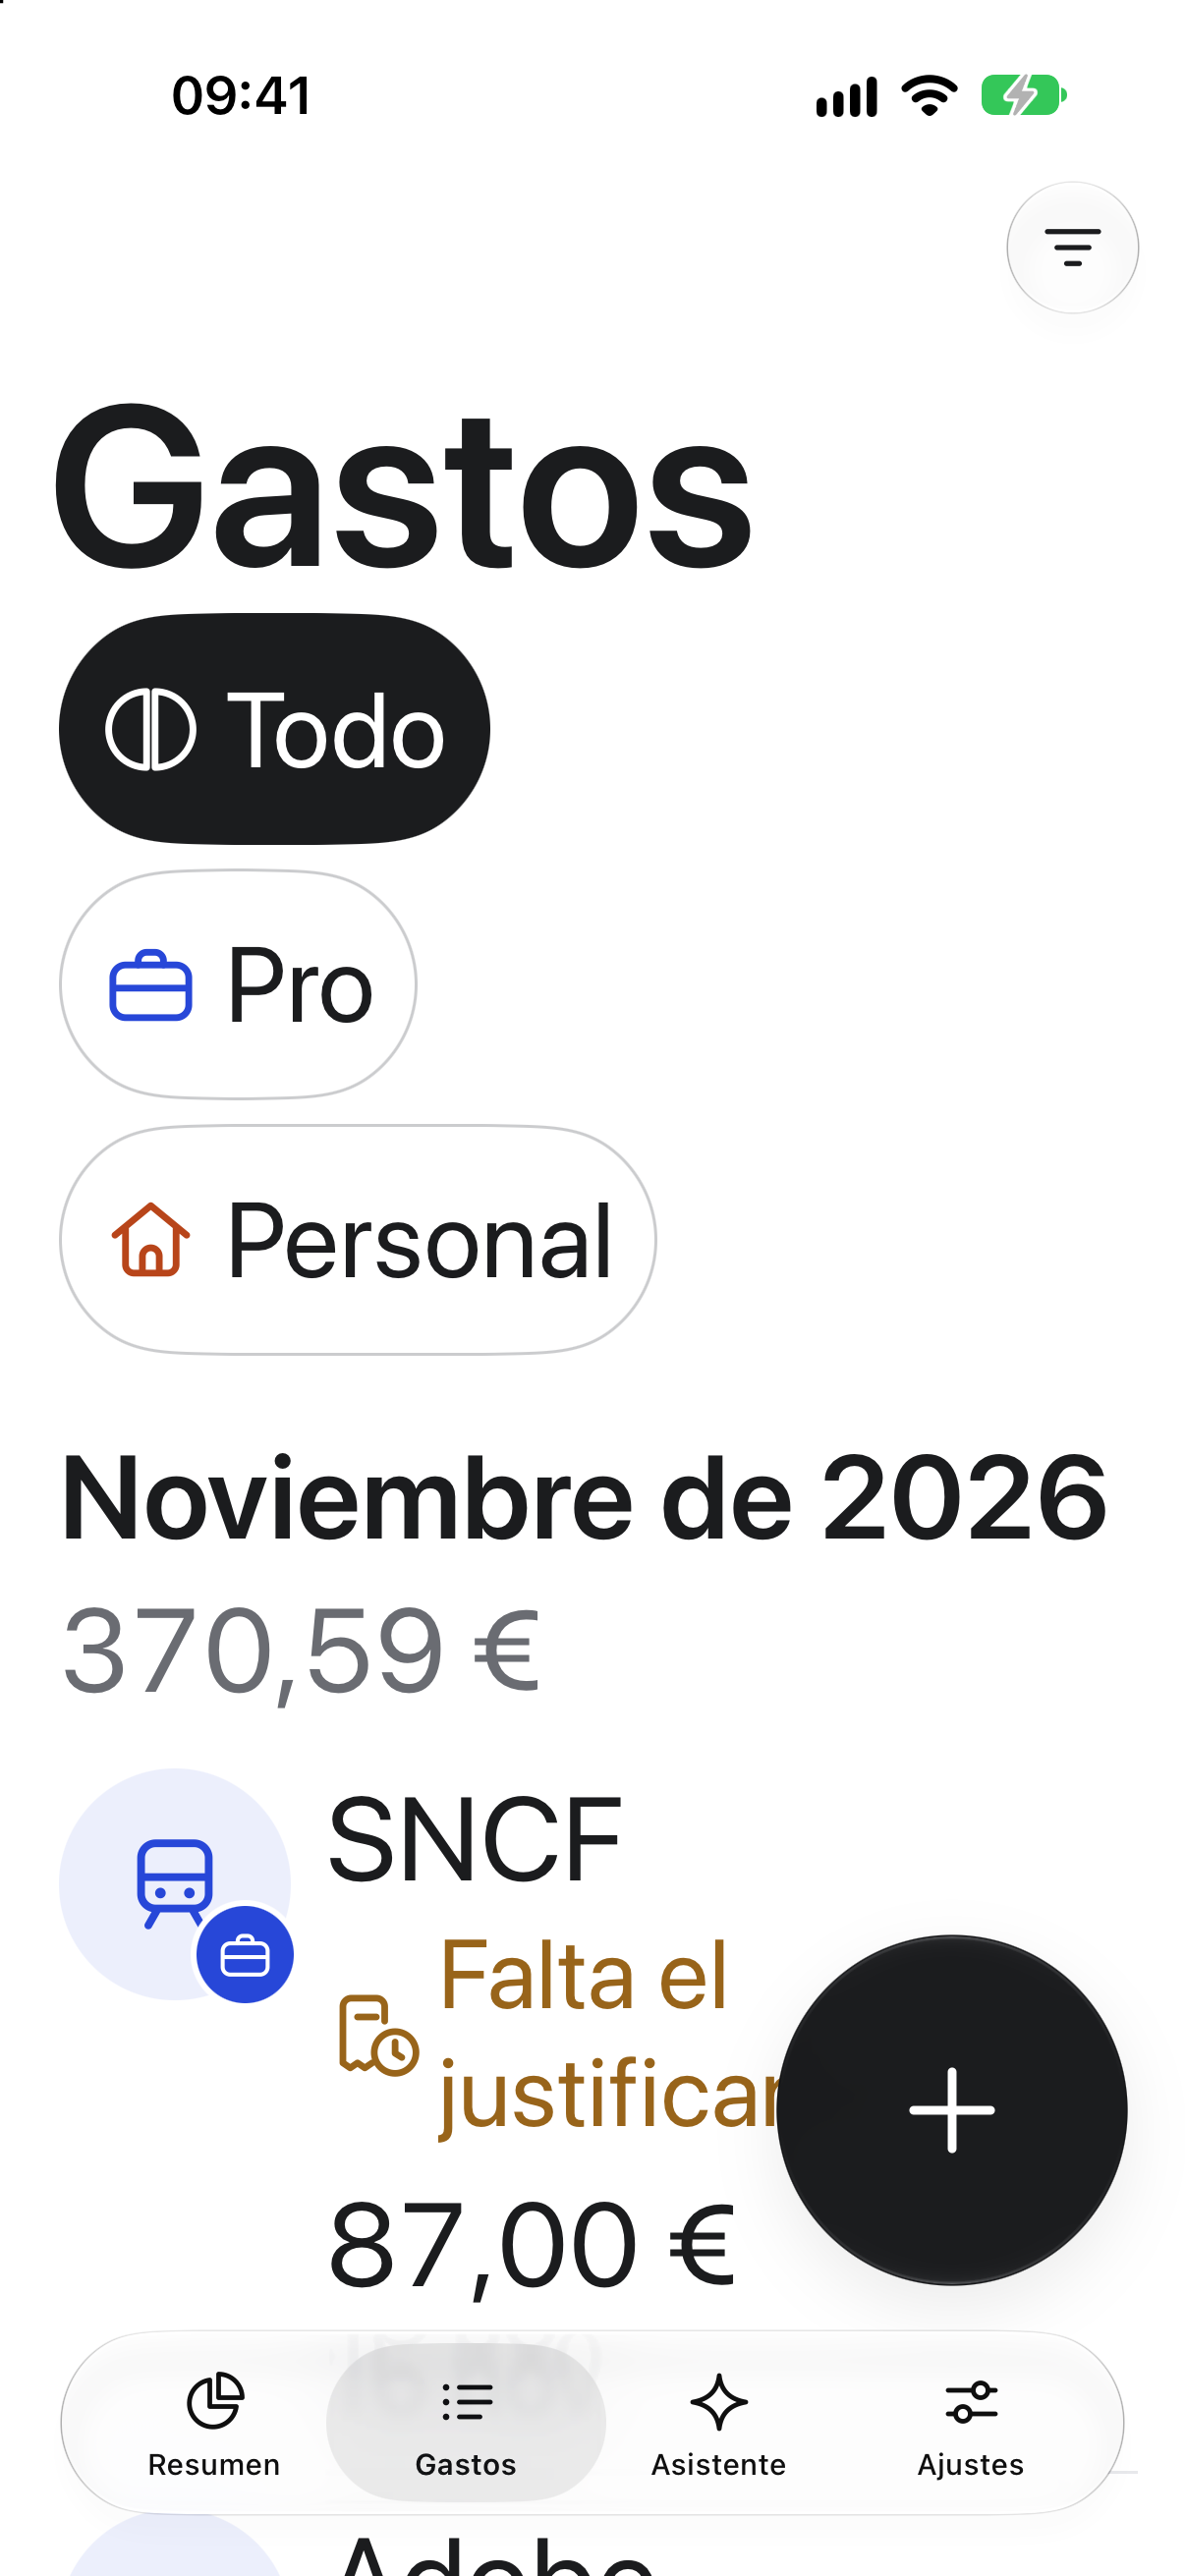 09:41
Gastos
Todo
Pro
Personal
Noviembre de 2026
370,59 €
SNCF
Falta el
87,00 €
Resumen
Gastos
Asistente
Ajustes
Adobe